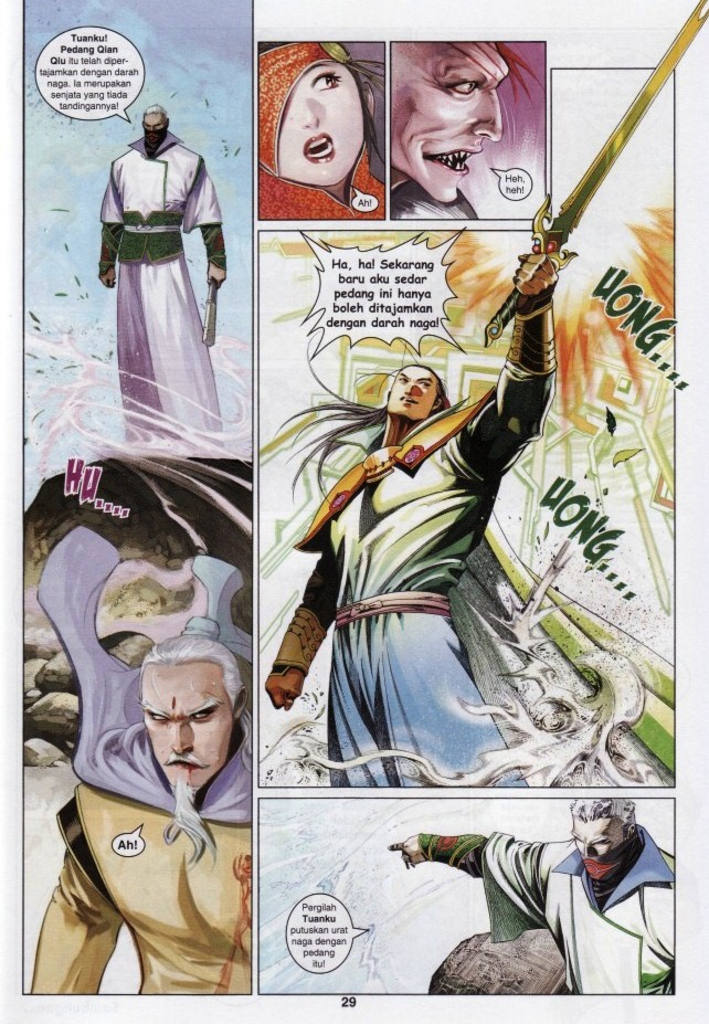 Tuanku!
Pedang Qian
Qiu itu telah diper-
tajamkan dengan darah
naga. Ia merupakan
senjata yang tiada
tandingannya!
Ah!
Heh,
heh!
Ha, ha! Sekarang
baru aku sedar
pedang ini hanya
boleh ditajamkan
dengan darah naga!
UONG....
UONG....
HU....
Ah!
Pergilah
Tuanku
putuskan urat
naga dengan
pedang
itu!
29